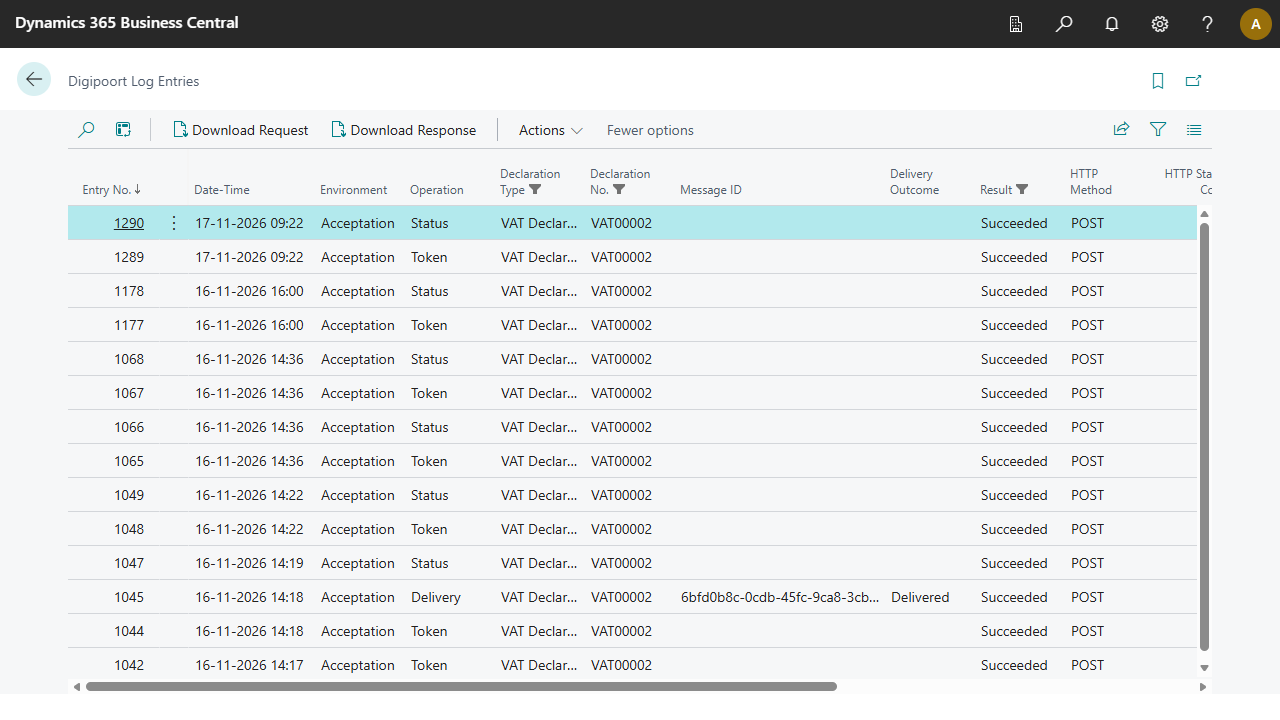 Dynamics 365 Business Central
A
Digipoort Log Entries
Download Request Download Response Actions Fewer options
Entry No. ↓ Date-Time Environment Operation Declaration Type Declaration No. Message ID Delivery Outcome Result HTTP Method HTTP Sta Co
1290 17-11-2026 09:22 Acceptation Status VAT Declar... VAT00002 Succeeded POST
1289 17-11-2026 09:22 Acceptation Token VAT Declar... VAT00002 Succeeded POST
1178 16-11-2026 16:00 Acceptation Status VAT Declar... VAT00002 Succeeded POST
1177 16-11-2026 16:00 Acceptation Token VAT Declar... VAT00002 Succeeded POST
1068 16-11-2026 14:36 Acceptation Status VAT Declar... VAT00002 Succeeded POST
1067 16-11-2026 14:36 Acceptation Token VAT Declar... VAT00002 Succeeded POST
1066 16-11-2026 14:36 Acceptation Status VAT Declar... VAT00002 Succeeded POST
1065 16-11-2026 14:36 Acceptation Token VAT Declar... VAT00002 Succeeded POST
1049 16-11-2026 14:22 Acceptation Status VAT Declar... VAT00002 Succeeded POST
1048 16-11-2026 14:22 Acceptation Token VAT Declar... VAT00002 Succeeded POST
1047 16-11-2026 14:19 Acceptation Status VAT Declar... VAT00002 Succeeded POST
1045 16-11-2026 14:18 Acceptation Delivery VAT Declar... VAT00002 6bfd0b8c-0cdb-45fc-9ca8-3cb... Delivered Succeeded POST
1044 16-11-2026 14:18 Acceptation Token VAT Declar... VAT00002 Succeeded POST
1042 16-11-2026 14:17 Acceptation Token VAT Declar... VAT00002 Succeeded POST